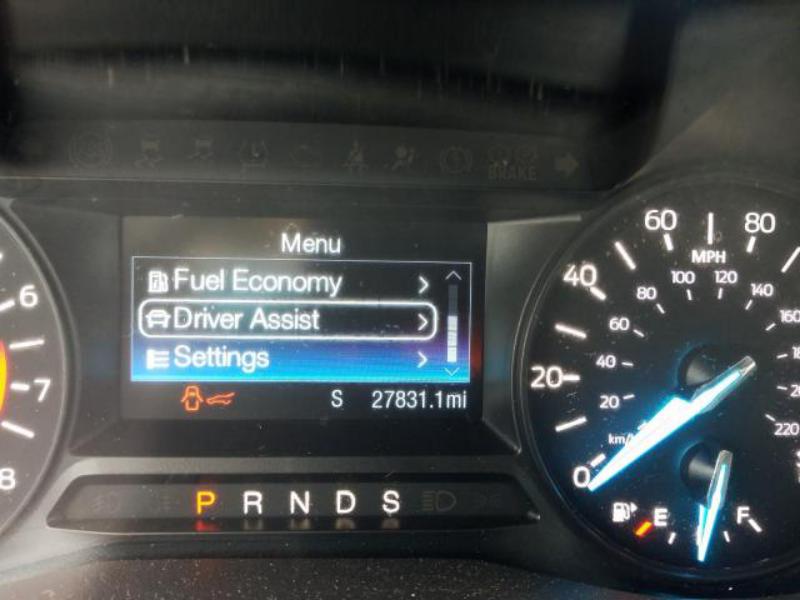 Menu
Fuel Economy
Driver Assist
Settings
S 27831.1mi
P R N D S
6
7
8
BRAKE
MPH
0
20
40
60
80
km/
20
40
60
80
100
120
140
160
220
E
F